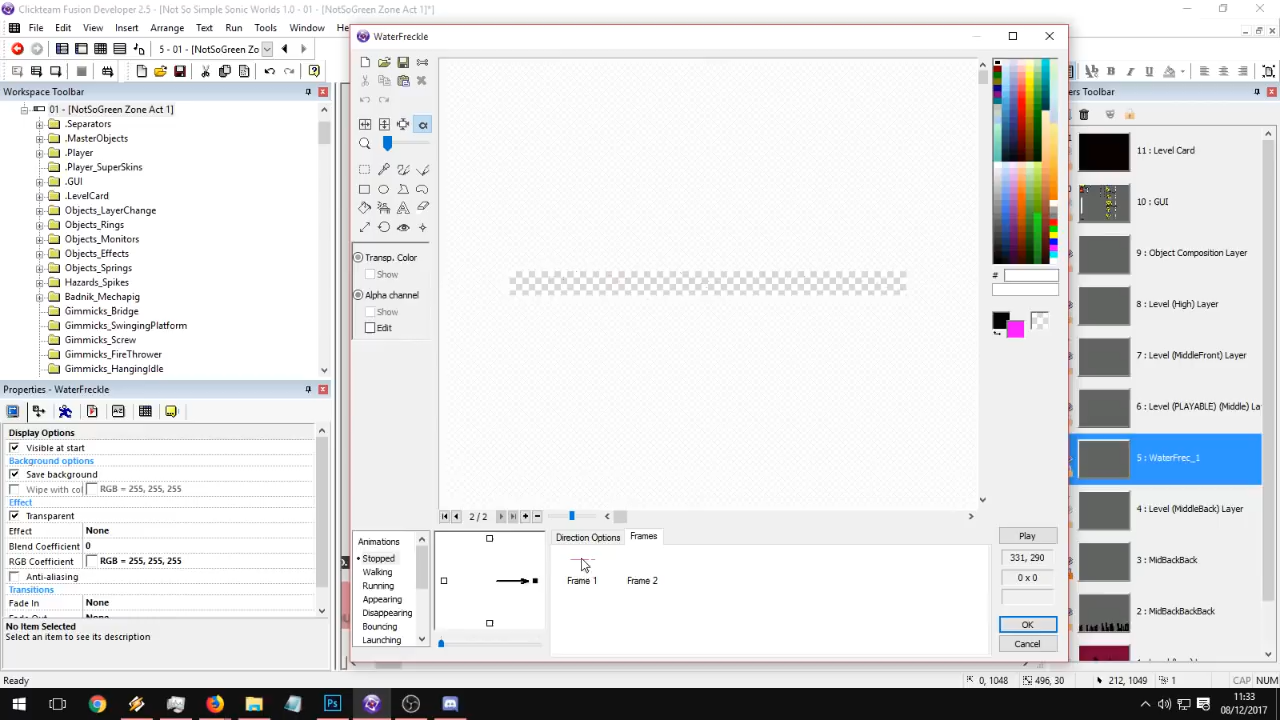 Clickteam Fusion Developer 2.5 - [Not So Simple Sonic Worlds 1.0 - 01 - [NotSoGreen Zone Act 1]*]
File Edit View Insert Arrange Text Run Tools Window
5 - 01 - [NotSoGreen Zo
Workspace Toolbar
01 - [NotSoGreen Zone Act 1]
.Separators
.MasterObjects
.Player
.Player_SuperSkins
.GUI
.LevelCard
Objects_LayerChange
Objects_Rings
Objects_Monitors
Objects_Effects
Objects_Springs
Hazards_Spikes
Badnik_Mechapig
Gimmicks_Bridge
Gimmicks_SwingingPlatform
Gimmicks_Screw
Gimmicks_FireThrower
Gimmicks_HangingIdle
Properties - WaterFreckle
Display Options
Visible at start
Background options
Save background
Wipe with col RGB = 255, 255, 255
Effect
Transparent
Effect None
Blend Coefficient 0
RGB Coefficient RGB = 255, 255, 255
Anti-aliasing
Transitions
Fade In None
Fade Out None
No Item Selected
Select an item to see its description
Ready
WaterFreckle
Transp. Color
Show
Alpha channel
Show
Edit
#
2 / 2
Animations
Stopped
Walking
Running
Appearing
Disappearing
Bouncing
Launching
Direction Options Frames
Frame 1 Frame 2
Play
331, 290
0 x 0
OK
Cancel
ers Toolbar
11 : Level Card
10 : GUI
9 : Object Composition Layer
8 : Level (High) Layer
7 : Level (MiddleFront) Layer
6 : Level (PLAYABLE) (Middle) La
5 : WaterFrec_1
4 : Level (MiddleBack) Layer
3 : MidBackBack
2 : MidBackBackBack
0, 1048 496, 30 212, 1049 1 CAP NUM
11:33
08/12/2017